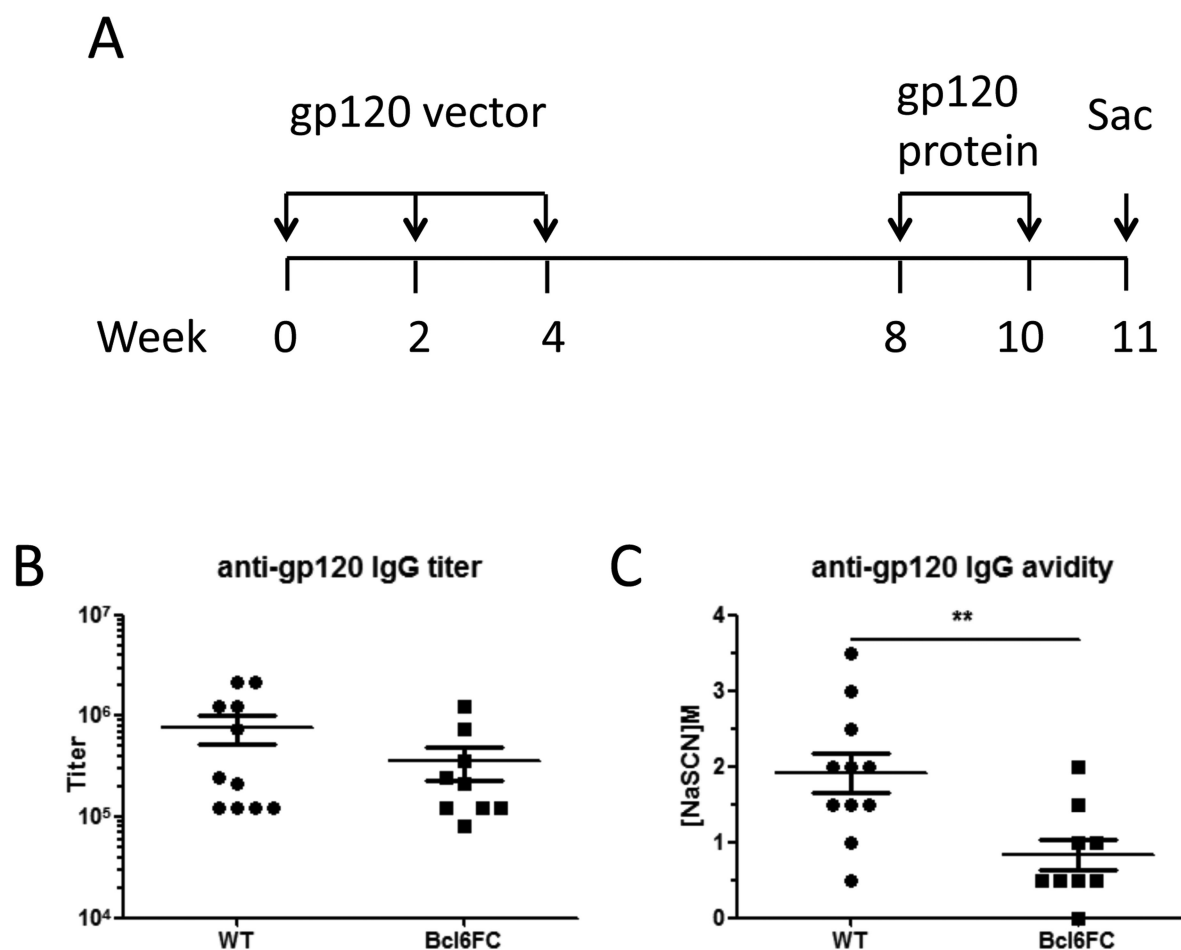 A
gp120 vector
gp120
protein
Sac
Week 0 2 4 8 10 11
B
anti-gp120 IgG titer
Titer
10⁷
10⁶
10⁵
10⁴
WT Bcl6FC
C
anti-gp120 IgG avidity
**
[NaSCN]M
4
3
2
1
0
WT Bcl6FC